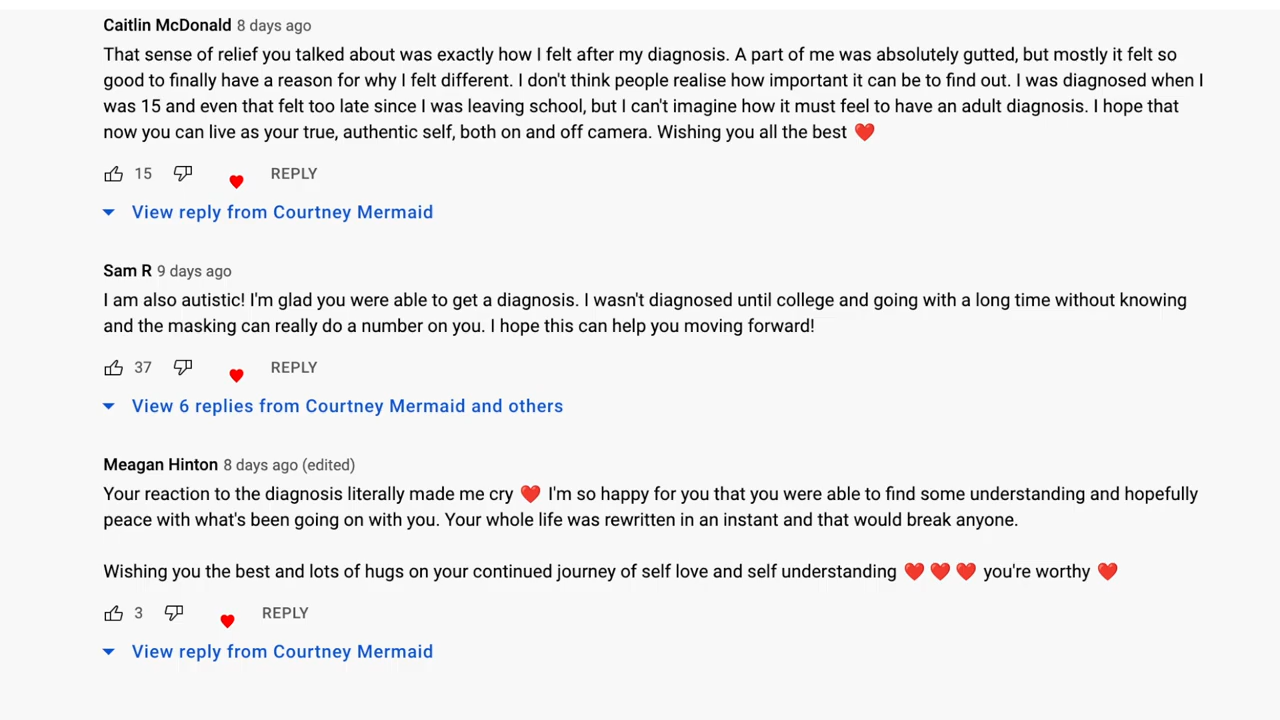 Caitlin McDonald 8 days ago
That sense of relief you talked about was exactly how I felt after my diagnosis. A part of me was absolutely gutted, but mostly it felt so
good to finally have a reason for why I felt different. I don't think people realise how important it can be to find out. I was diagnosed when I
was 15 and even that felt too late since I was leaving school, but I can't imagine how it must feel to have an adult diagnosis. I hope that
now you can live as your true, authentic self, both on and off camera. Wishing you all the best ❤️
15 REPLY
View reply from Courtney Mermaid
Sam R 9 days ago
I am also autistic! I'm glad you were able to get a diagnosis. I wasn't diagnosed until college and going with a long time without knowing
and the masking can really do a number on you. I hope this can help you moving forward!
37 REPLY
View 6 replies from Courtney Mermaid and others
Meagan Hinton 8 days ago (edited)
Your reaction to the diagnosis literally made me cry ❤️ I'm so happy for you that you were able to find some understanding and hopefully
peace with what's been going on with you. Your whole life was rewritten in an instant and that would break anyone.
Wishing you the best and lots of hugs on your continued journey of self love and self understanding ❤️ ❤️ ❤️ you're worthy ❤️
3 REPLY
View reply from Courtney Mermaid